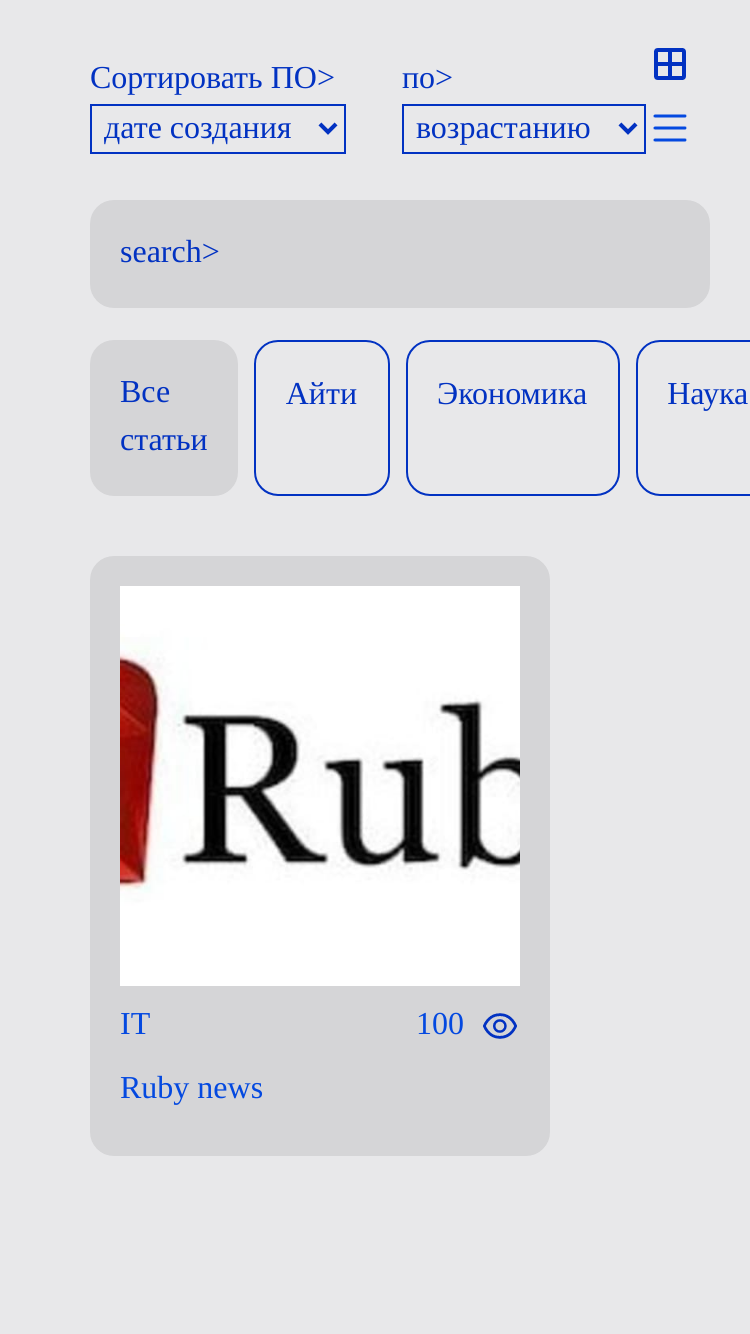 Сортировать ПО>
по>
дате создания
возрастанию
search>
Все
статьи
Айти
Экономика
Наука
Rub
IT
100
Ruby news